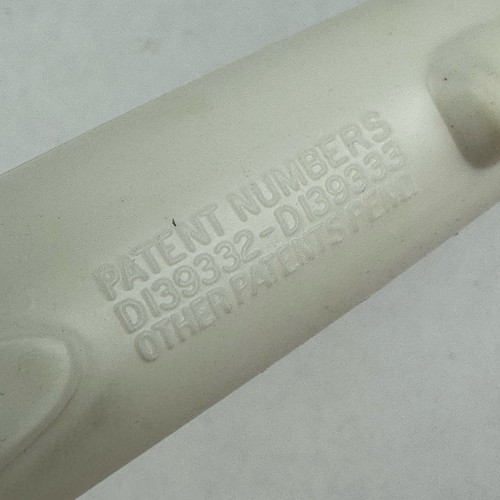 PATENT NUMBERS
D139332-D139333
OTHER PATENTS PEND.